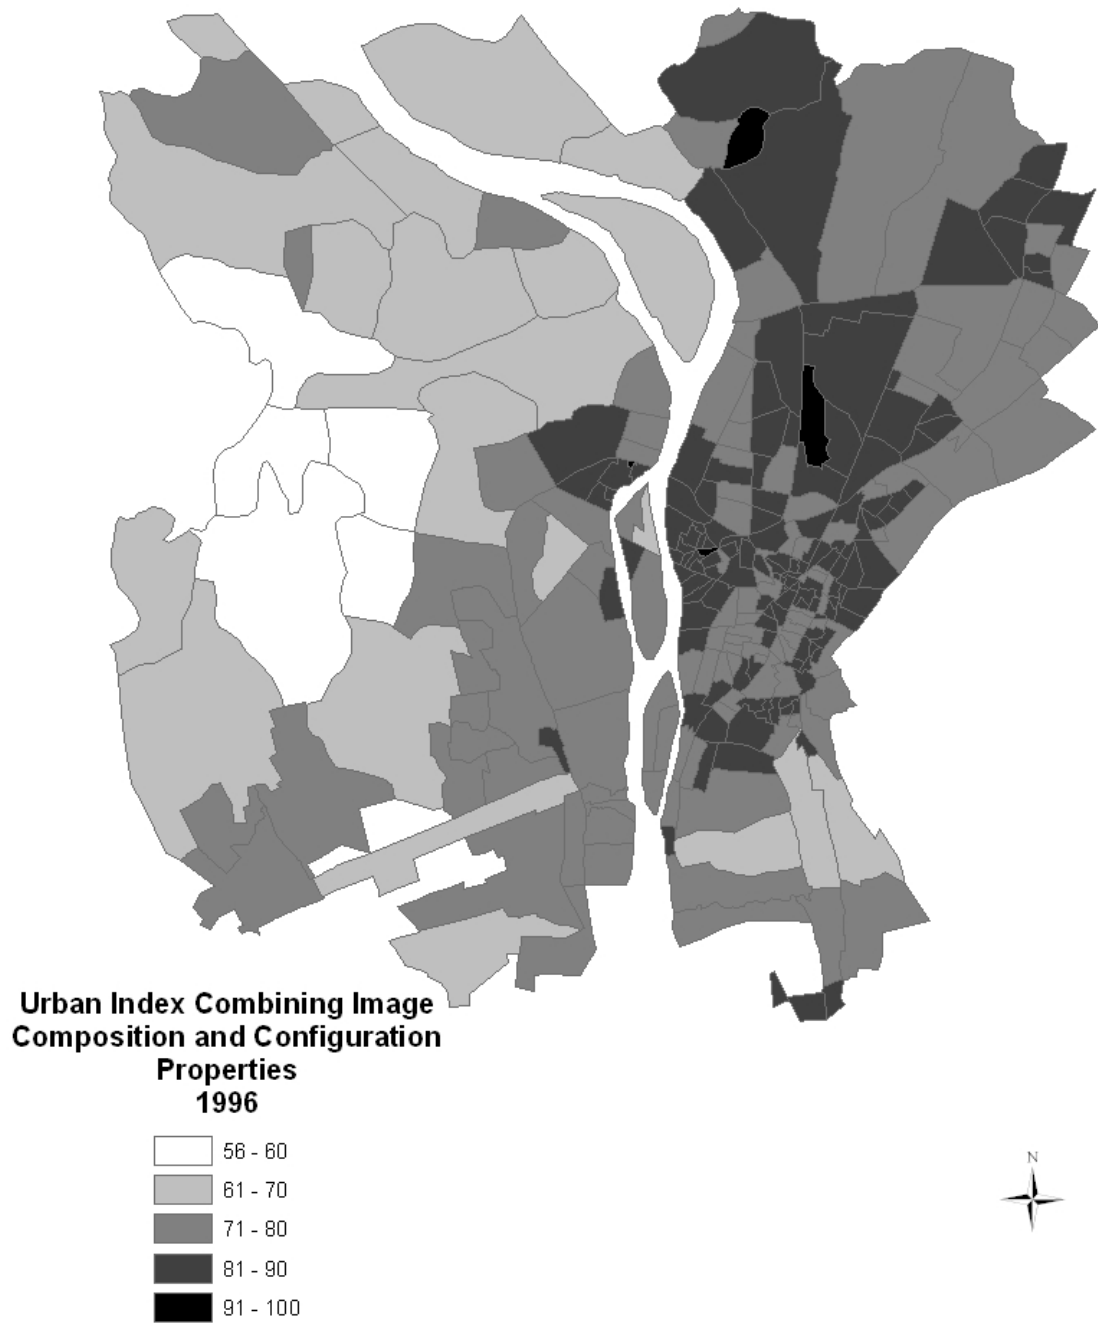 Urban Index Combining Image
Composition and Configuration
Properties
1996
56 - 60
61 - 70
71 - 80
81 - 90
91 - 100
N